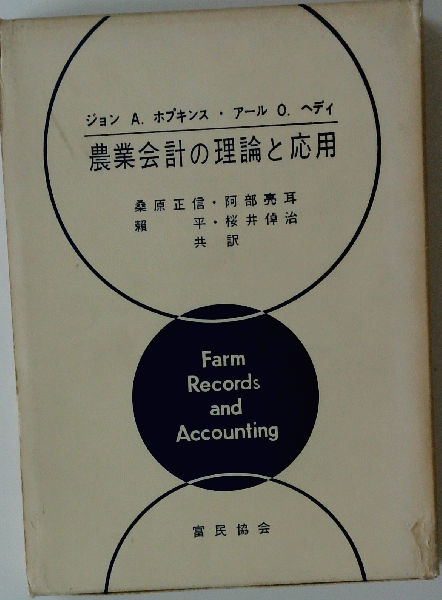 ジョン A. ホプキンス・アール O. ヘディ
農業会計の理論と応用
桑原正信・阿部亮耳
頼 平・桜井倬治
共訳
Farm
Records
and
Accounting
富民協会